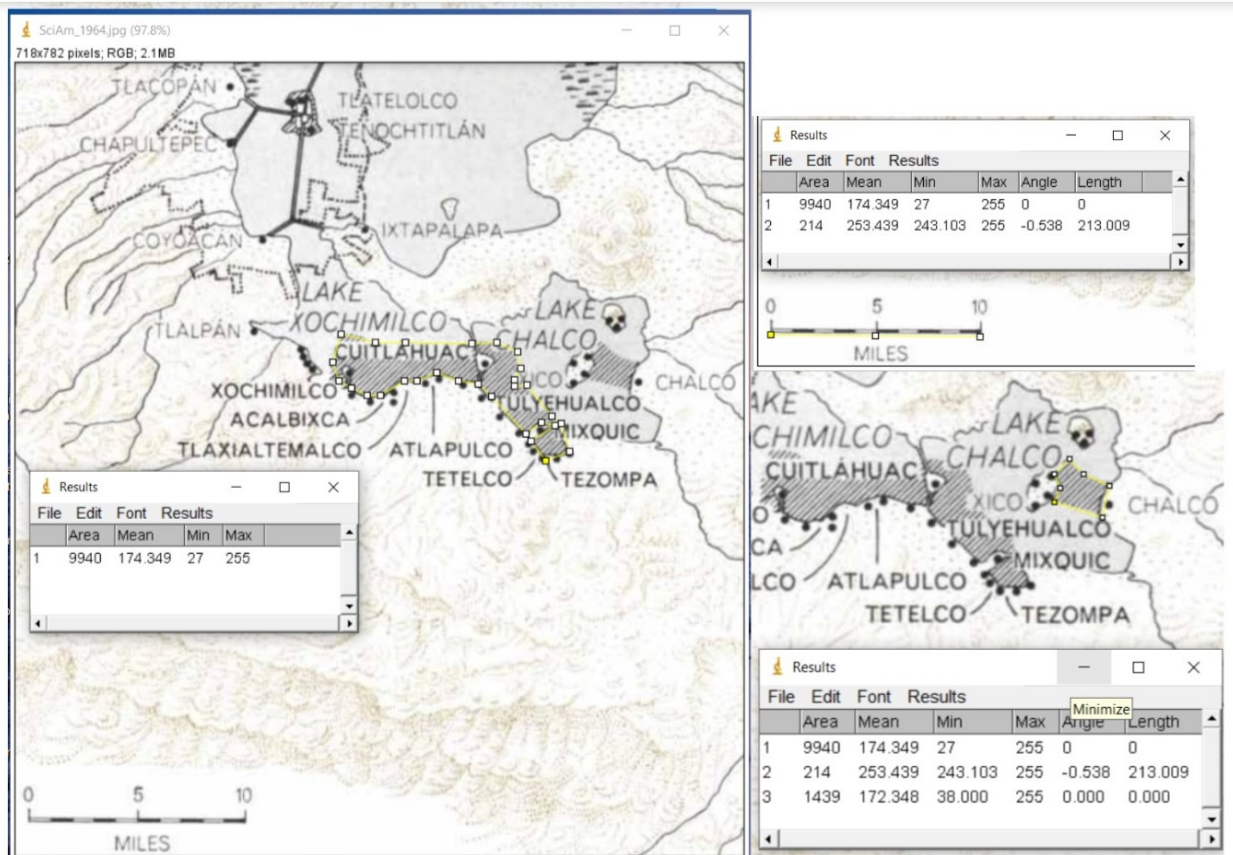 SciAm_1964.jpg (97.8%)
718x782 pixels; RGB; 2.1MB
TLACOPÁN
TLATELOLCO
TENOCHTITLÁN
CHAPULTEPEC
COYOACÁN
IXTAPALAPA
LAKE
XOCHIMILCO
LAKE
CHALCO
TLALPÁN
CUITLÁHUAC
XICO
CHALCO
XOCHIMILCO
TULYEHUALCO
ACALBIXCA
MIXQUIC
TLAXIALTEMALCO
ATLAPULCO
TETELCO
TEZOMPA
Results
File Edit Font Results
Area Mean Min Max
1 9940 174.349 27 255
0 5 10
MILES
Results
File Edit Font Results
Area Mean Min Max Angle Length
1 9940 174.349 27 255 0 0
2 214 253.439 243.103 255 -0.538 213.009
0 5 10
MILES
AKE
CHIMILCO
LAKE
CHALCO
CUITLÁHUAC
XICO
CHALCO
O
TULYEHUALCO
CA
MIXQUIC
LCO
ATLAPULCO
TETELCO
TEZOMPA
Results
File Edit Font Results
Minimize
Area Mean Min Max Angle Length
1 9940 174.349 27 255 0 0
2 214 253.439 243.103 255 -0.538 213.009
3 1439 172.348 38.000 255 0.000 0.000